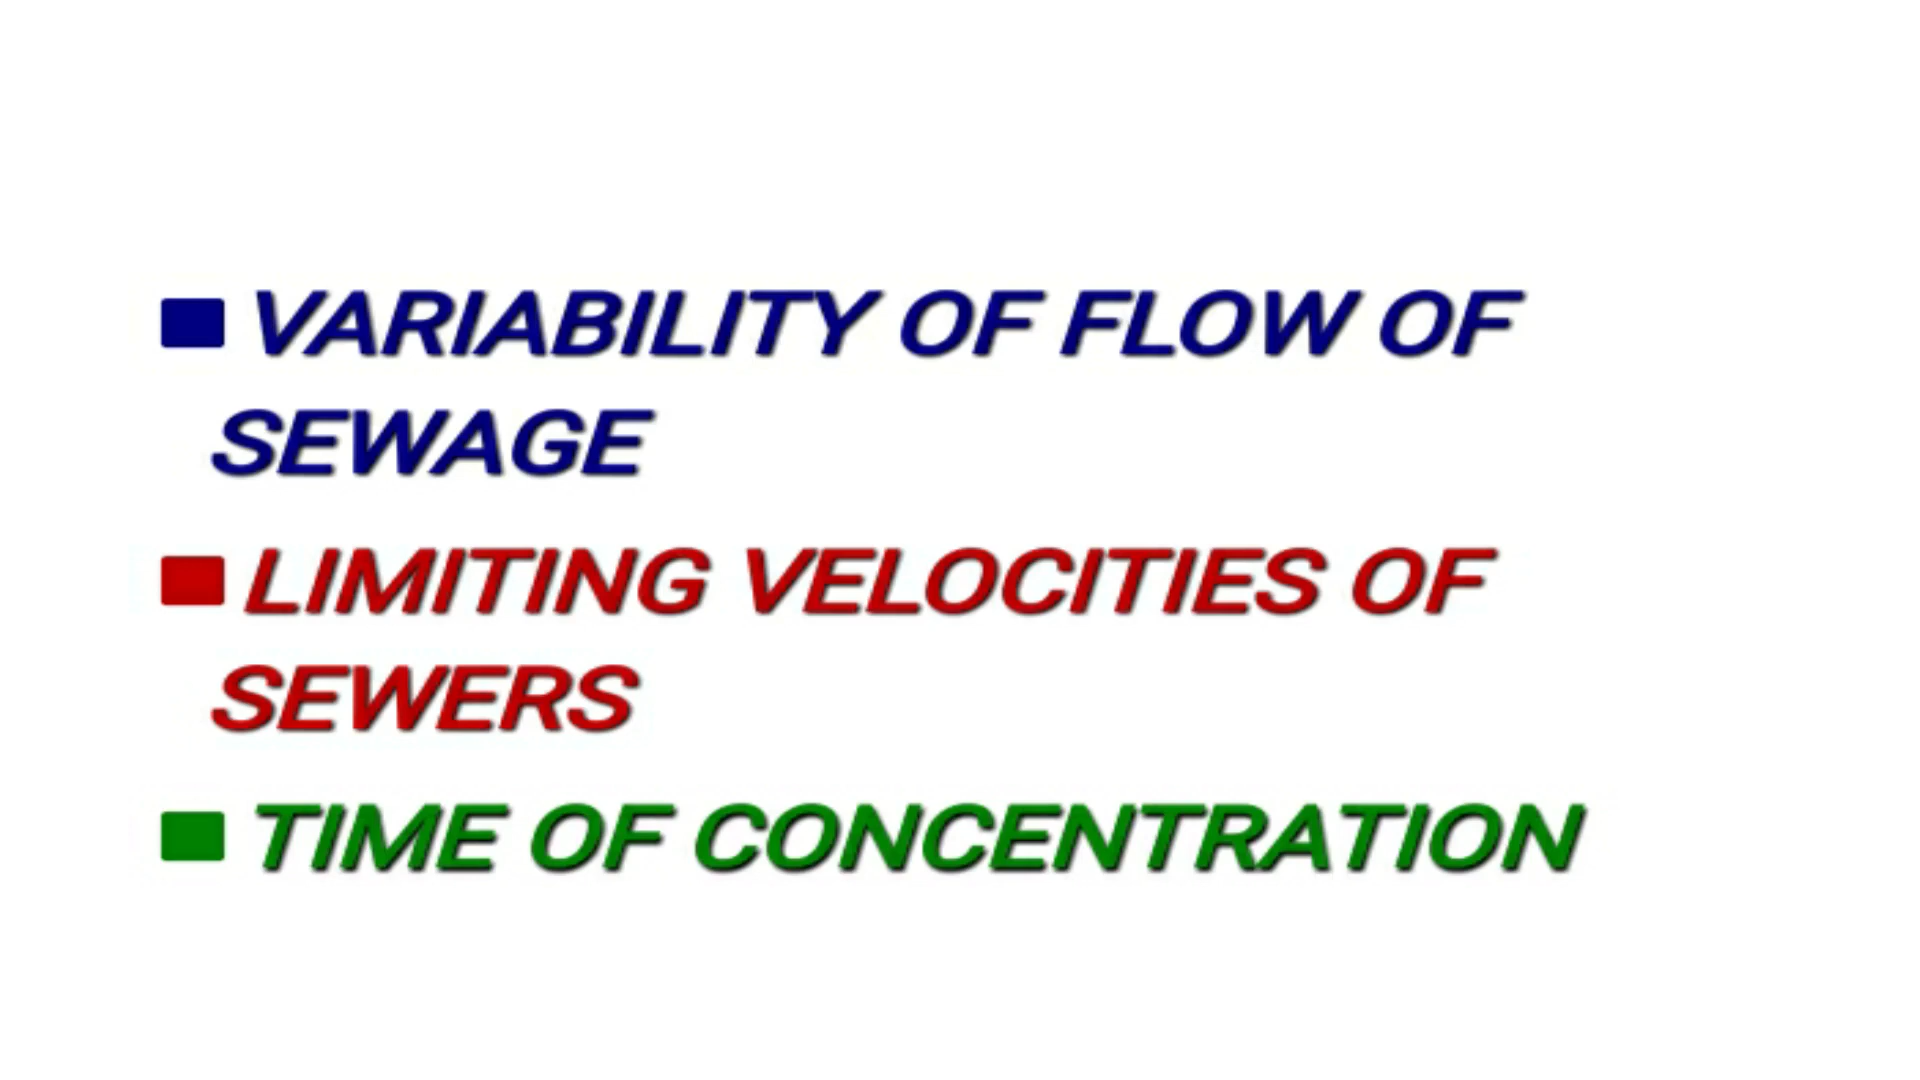 VARIABILITY OF FLOW OF
SEWAGE
LIMITING VELOCITIES OF
SEWERS
TIME OF CONCENTRATION